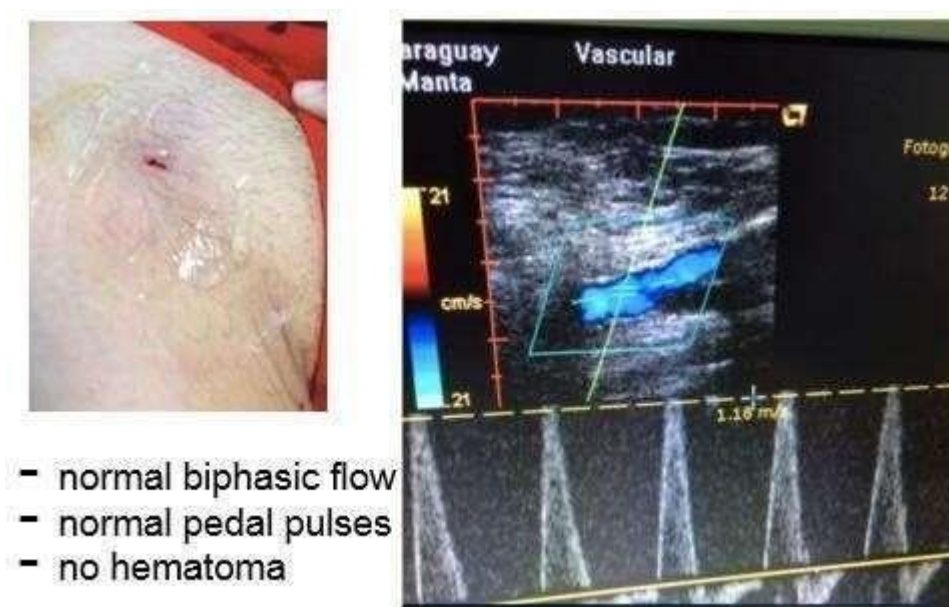 araguay
Manta
Vascular
Fotog
12
21
cm/s
21
1.18 m/s
- normal biphasic flow
- normal pedal pulses
- no hematoma